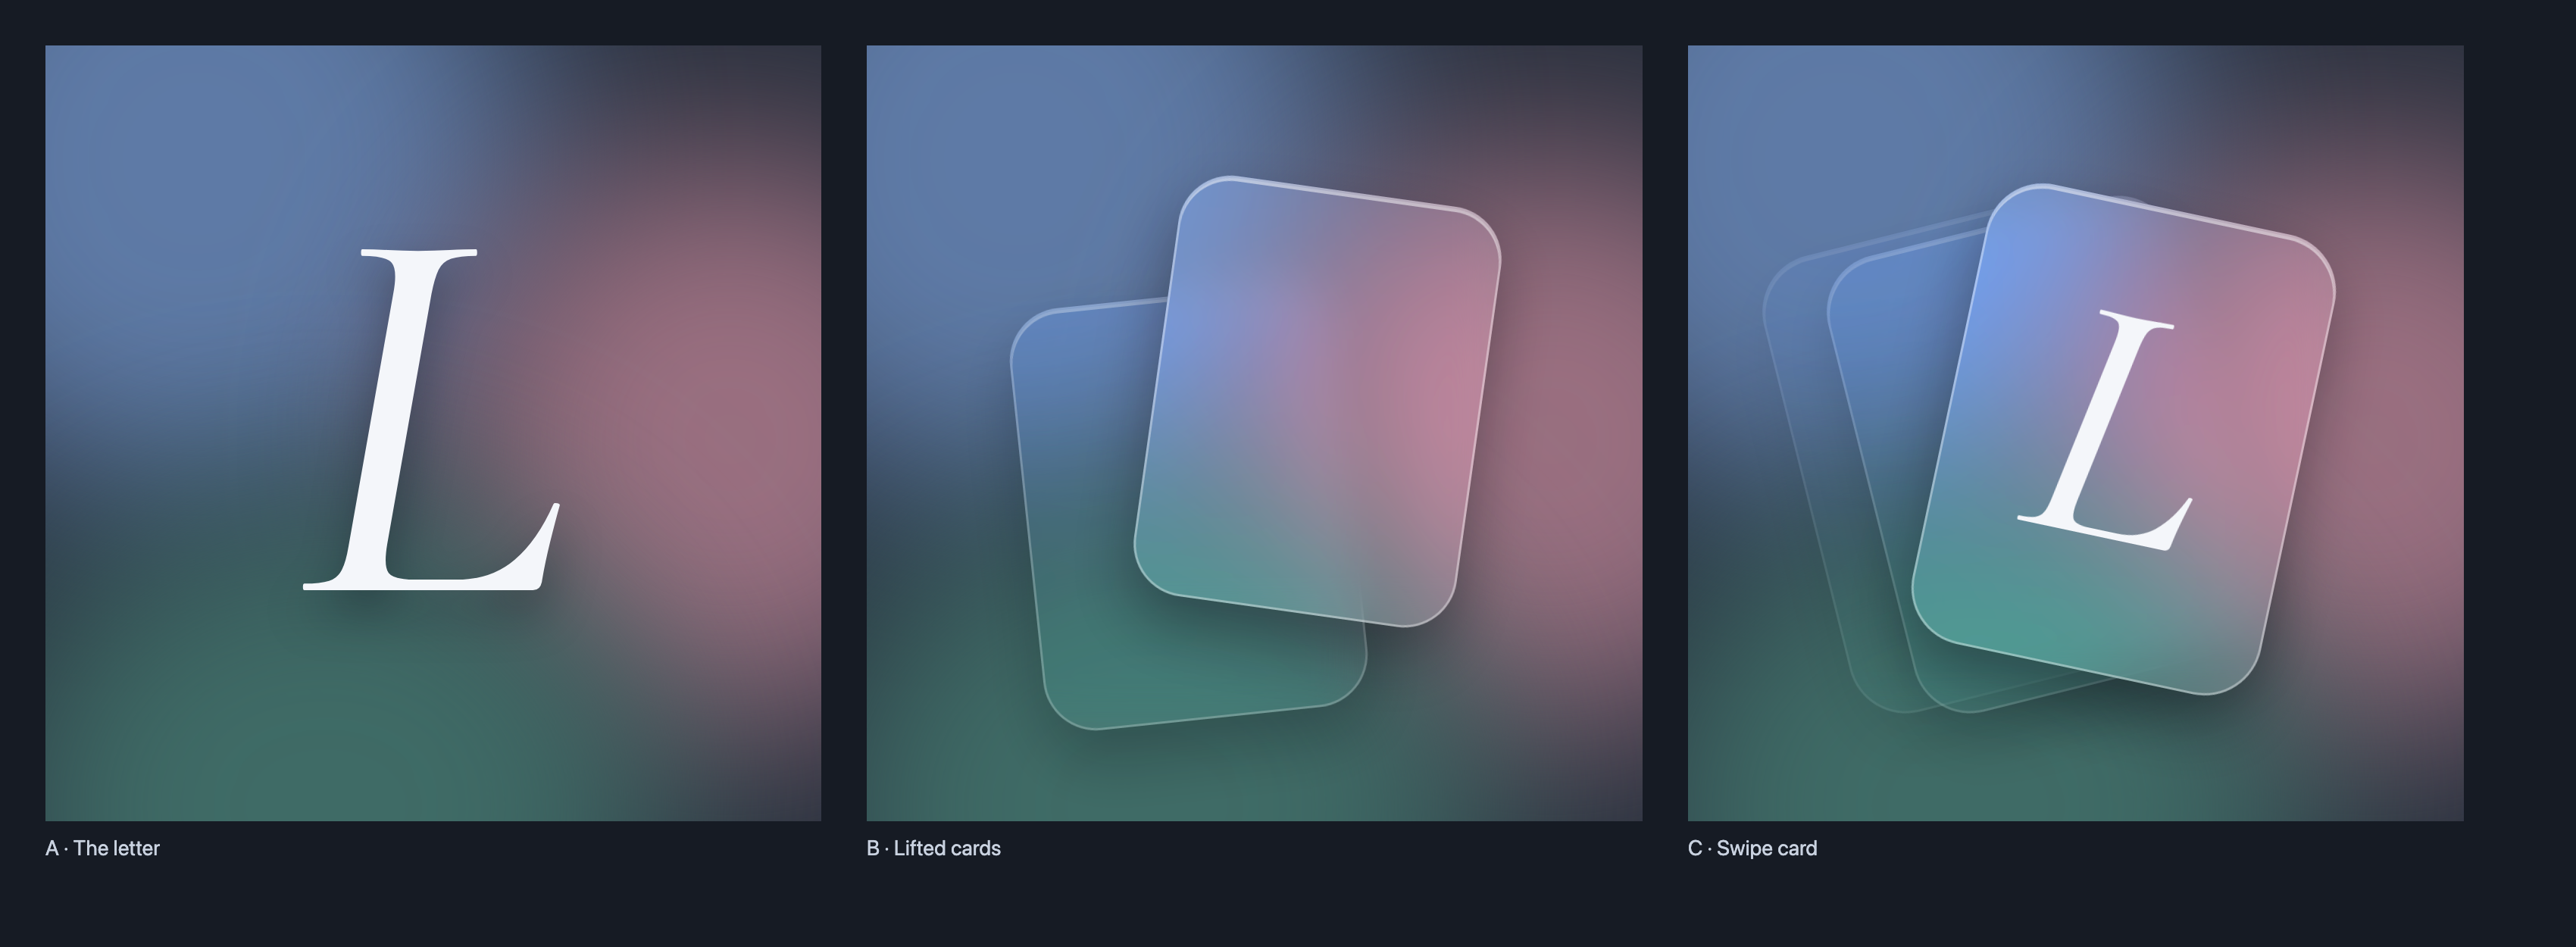 L
L
A · The letter
B · Lifted cards
C · Swipe card